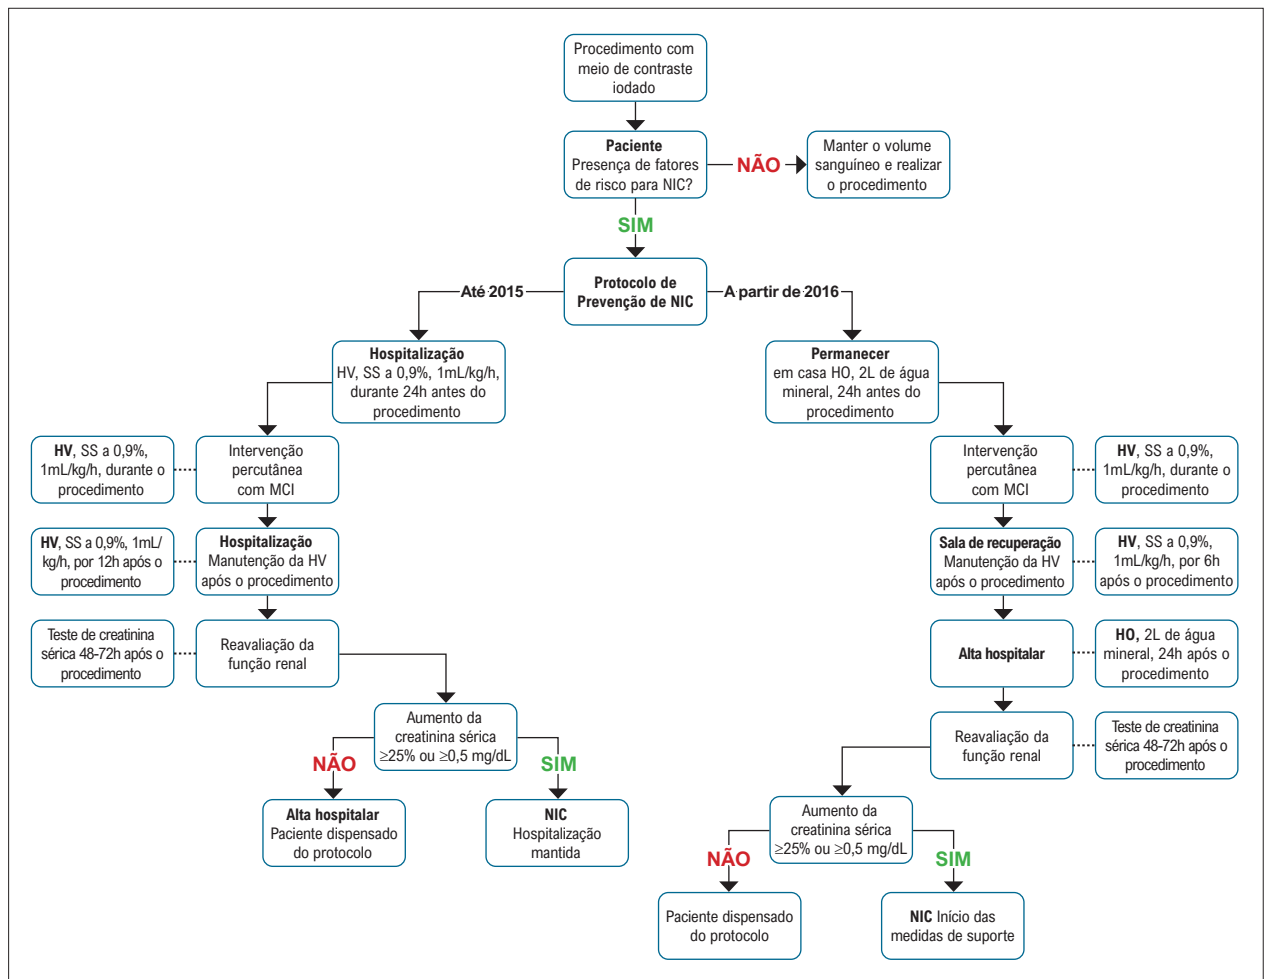 Procedimento com
meio de contraste
iodado
Paciente
Presença de fatores
de risco para NIC?
NÃO
Manter o volume
sanguíneo e realizar
o procedimento
SIM
Protocolo de
Prevenção de NIC
Até 2015
A partir de 2016
Hospitalização
HV, SS a 0,9%, 1mL/kg/h,
durante 24h antes do
procedimento
Permanecer
em casa HO, 2L de água
mineral, 24h antes do
procedimento
HV, SS a 0,9%,
1mL/kg/h, durante o
procedimento
Intervenção
percutânea
com MCI
Intervenção
percutânea
com MCI
HV, SS a 0,9%,
1mL/kg/h, durante o
procedimento
HV, SS a 0,9%, 1mL/
kg/h, por 12h após o
procedimento
Hospitalização
Manutenção da HV
após o procedimento
Sala de recuperação
Manutenção da HV
após o procedimento
HV, SS a 0,9%,
1mL/kg/h, por 6h
após o procedimento
Teste de creatinina
sérica 48-72h após o
procedimento
Reavaliação da
função renal
Alta hospitalar
HO, 2L de água
mineral, 24h após o
procedimento
Aumento da
creatinina sérica
≥25% ou ≥0,5 mg/dL
NÃO
SIM
Reavaliação da
função renal
Teste de creatinina
sérica 48-72h após o
procedimento
Alta hospitalar
Paciente dispensado
do protocolo
NIC
Hospitalização
mantida
Aumento da
creatinina sérica
≥25% ou ≥0,5 mg/dL
NÃO
SIM
Paciente dispensado
do protocolo
NIC Início das
medidas de suporte